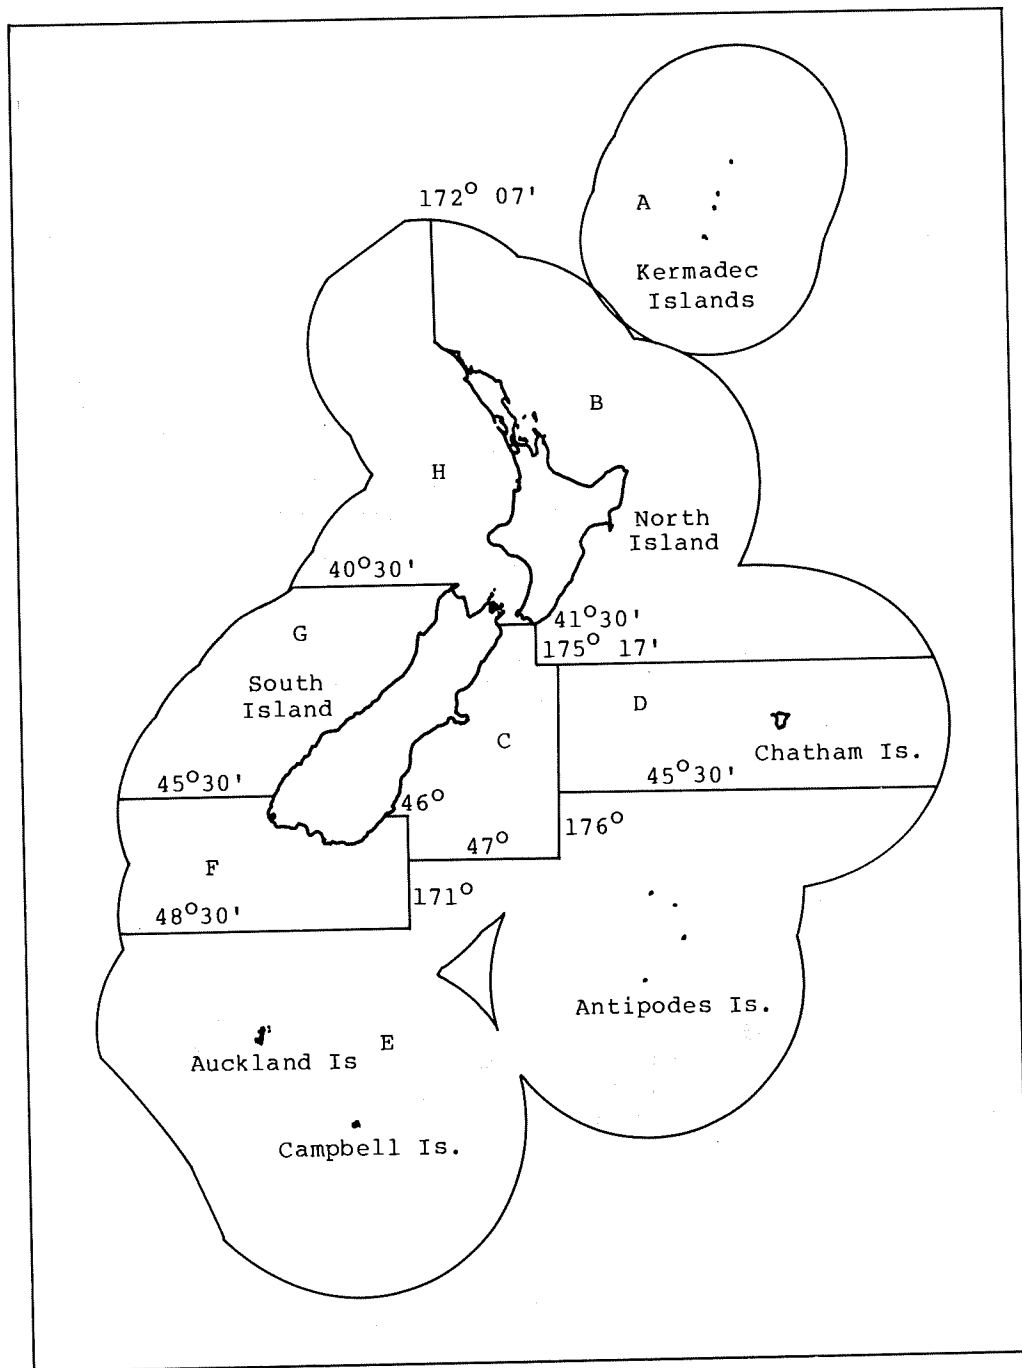 172° 07'
A
Kermadec
Islands
B
H
North
Island
40°30'
41°30'
G
175° 17'
South
Island
D
C
Chatham Is.
45°30'
45°30'
46°
176°
47°
F
171°
48°30'
Antipodes Is.
E
Auckland Is
Campbell Is.